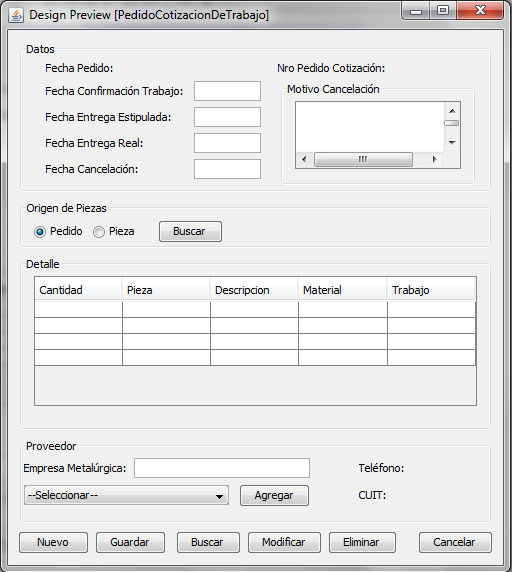 Design Preview [PedidoCotizacionDeTrabajo]
Datos
Fecha Pedido: Nro Pedido Cotización:
Fecha Confirmación Trabajo: Motivo Cancelación
Fecha Entrega Estipulada:
Fecha Entrega Real:
Fecha Cancelación:
Origen de Piezas
Pedido Pieza Buscar
Detalle
Cantidad Pieza Descripcion Material Trabajo
Proveedor
Empresa Metalúrgica: Teléfono:
--Seleccionar-- Agregar CUIT:
Nuevo Guardar Buscar Modificar Eliminar Cancelar